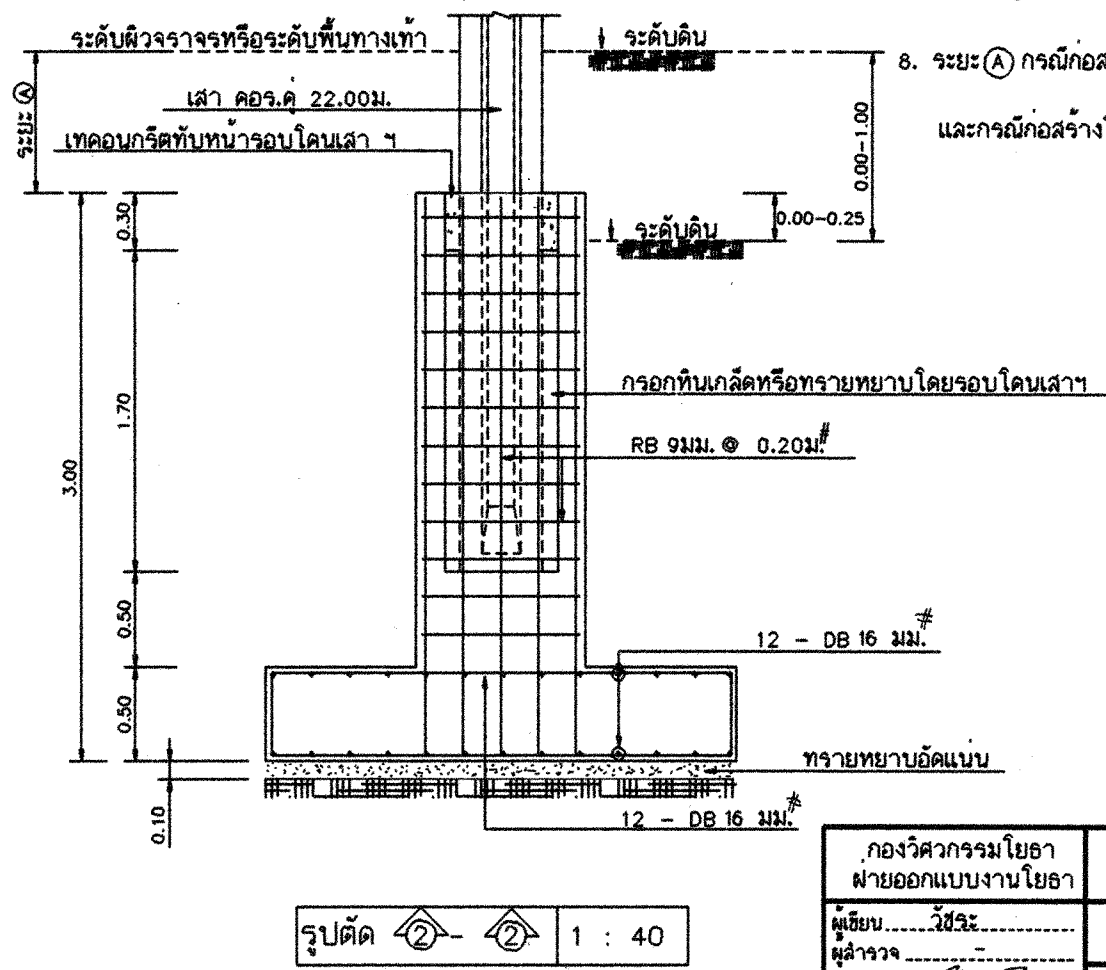 ระดับผิวจราจรหรือระดับพื้นทางเท้า
ระดับดิน
8. ระยะ A กรณีก่อส
และกรณีก่อสร้างใ
ระยะ A
เสา คอร.คู่ 22.00ม.
เทคอนกรีตทับหน้ารอบโคนเสา ฯ
0.00-1.00
0.00-0.25
ระดับดิน
0.30
1.70
3.00
0.50
0.50
0.10
กรอกหินเกล็ดหรือทรายหยาบโดยรอบโคนเสาฯ
RB 9มม. @ 0.20ม.#
12 - DB 16 มม.#
ทรายหยาบอัดแน่น
12 - DB 16 มม.#
รูปตัด 2 - 2 1 : 40
กองวิศวกรรมโยธา
ฝ่ายออกแบบงานโยธา
ผู้เขียน วัชระ
ผู้สำรวจ -